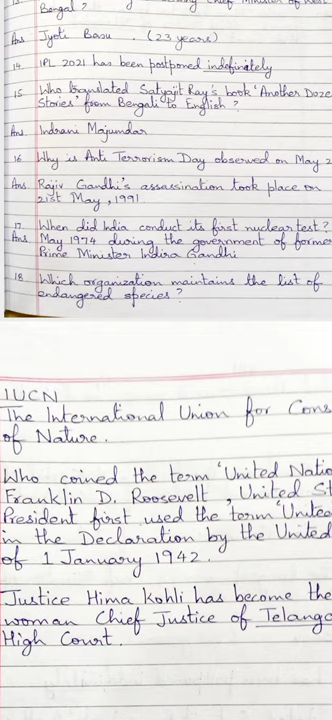 Bengal?
Ans Jyoti Basu. (23 years)
14. IPL 2021 has been postponed indefinitely
15 Who translated Satyajit Ray's book 'Another Doze
Stories' from Bengali to English?
Ans. Indrani Majumdar
16 Why is Anti Terrorism Day observed on May 2
Ans. Rajiv Gandhi's assassination took place on
21st May, 1991.
17. When did India conduct its first nuclear test?
Ans May 1974 during the government of former
Prime Minister Indira Gandhi
18 Which organization maintains the list of
endangered species?
IUCN
The International Union for Cons
of Nature.
Who coined the term 'United Natio
Franklin D. Roosevelt, United St
President first used the term 'United
in the Declaration by the United
of 1 January 1942.
Justice Hima Kohli has become the
woman Chief Justice of Telanga
High Court.